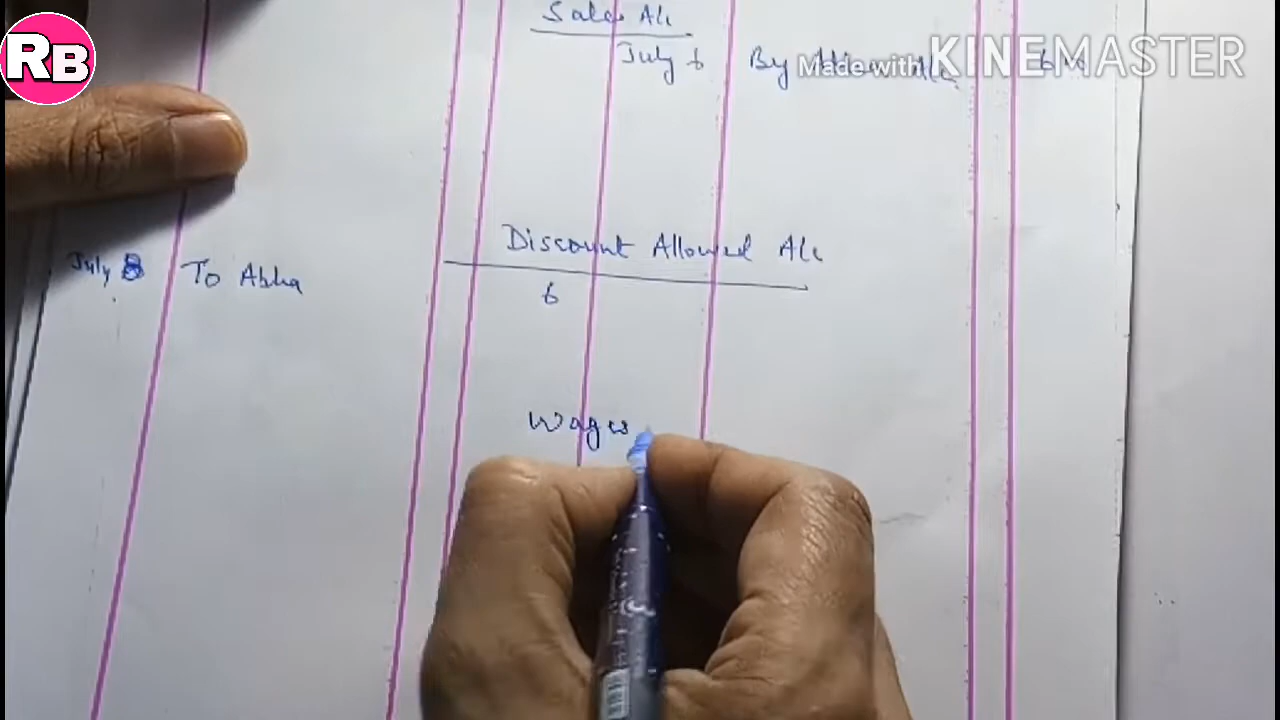 RB
Sales A/c
July 6 By
Made with KINEMASTER
Discount Allowed A/c
July 8 To Abha 6
Wages